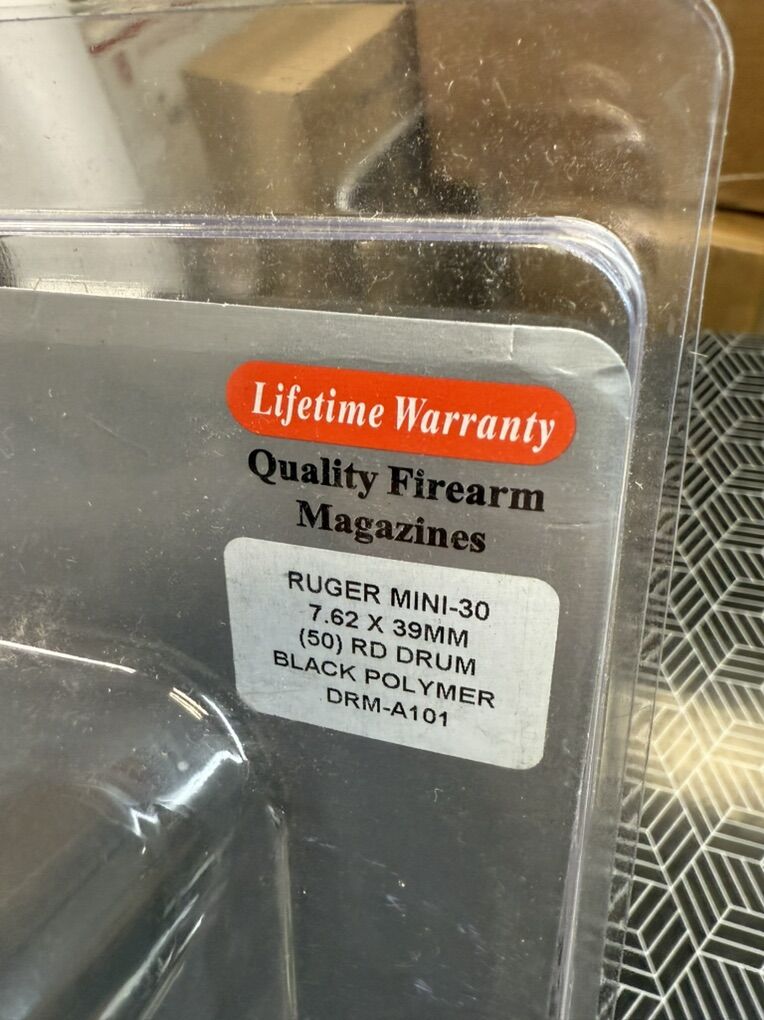 Lifetime Warranty
Quality Firearm
Magazines
RUGER MINI-30
7.62 X 39MM
(50) RD DRUM
BLACK POLYMER
DRM-A101